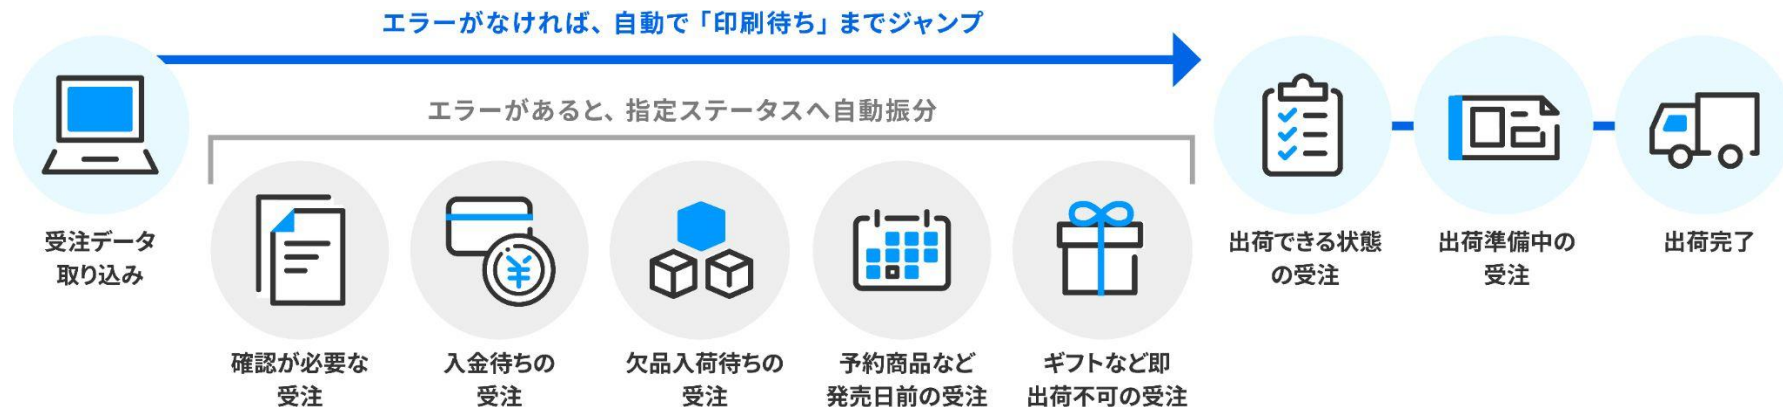 エラーがなければ、自動で「印刷待ち」までジャンプ
エラーがあると、指定ステータスへ自動振分
受注データ
取り込み
確認が必要な
受注
入金待ちの
受注
欠品入荷待ちの
受注
予約商品など
発売日前の受注
ギフトなど即
出荷不可の受注
出荷できる状態
の受注
出荷準備中の
受注
出荷完了